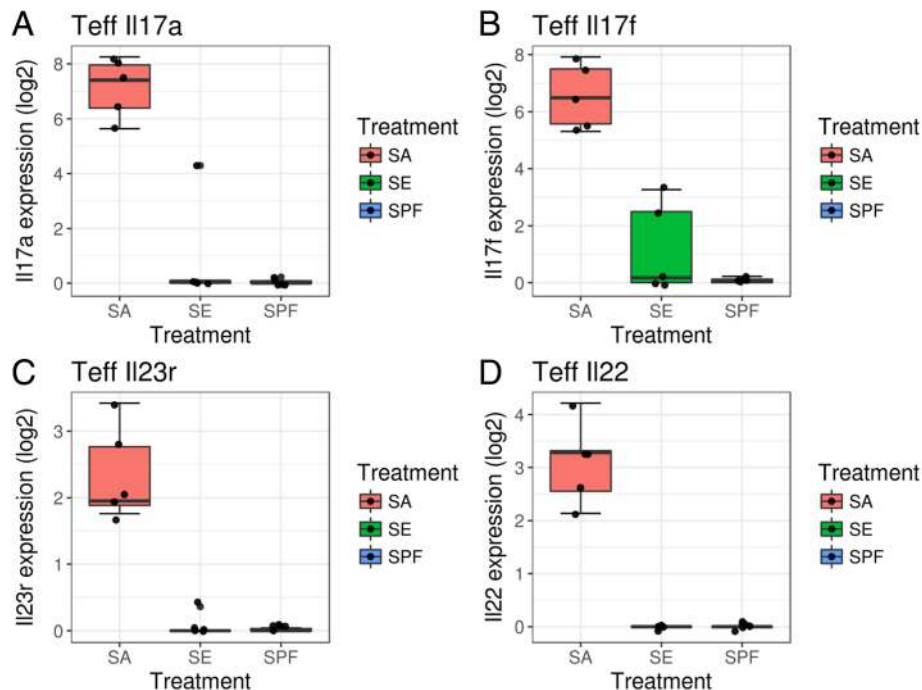 A Teff Il17a
Il17a expression (log2)
8
6
4
2
0
SA SE SPF
Treatment
Treatment
SA
SE
SPF
B Teff Il17f
Il17f expression (log2)
8
6
4
2
0
SA SE SPF
Treatment
Treatment
SA
SE
SPF
C Teff Il23r
Il23r expression (log2)
3
2
1
0
SA SE SPF
Treatment
Treatment
SA
SE
SPF
D Teff Il22
Il22 expression (log2)
4
3
2
1
0
SA SE SPF
Treatment
Treatment
SA
SE
SPF